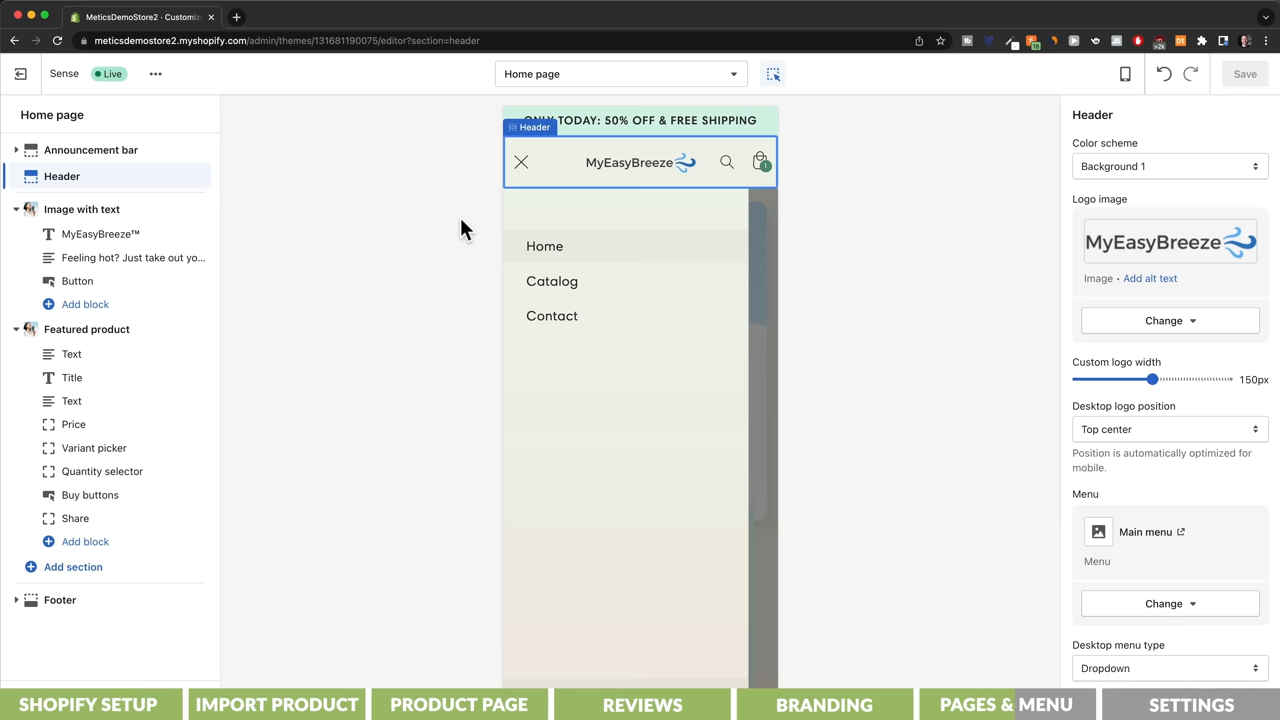 MeticsDemoStore2 · Customiz
meticsdemostore2.myshopify.com/admin/themes/131681190075/editor?section=header
Sense
Live
Home page
Save
Home page
Announcement bar
Header
Image with text
MyEasyBreeze™
Feeling hot? Just take out yo...
Button
Add block
Featured product
Text
Title
Text
Price
Variant picker
Quantity selector
Buy buttons
Share
Add block
Add section
Footer
ONLY TODAY: 50% OFF & FREE SHIPPING
Header
MyEasyBreeze
1
Home
Catalog
Contact
Header
Color scheme
Background 1
Logo image
MyEasyBreeze
Image • Add alt text
Change
Custom logo width
150px
Desktop logo position
Top center
Position is automatically optimized for
mobile.
Menu
Main menu
Menu
Change
Desktop menu type
Dropdown
SHOPIFY SETUP
IMPORT PRODUCT
PRODUCT PAGE
REVIEWS
BRANDING
PAGES & MENU
SETTINGS